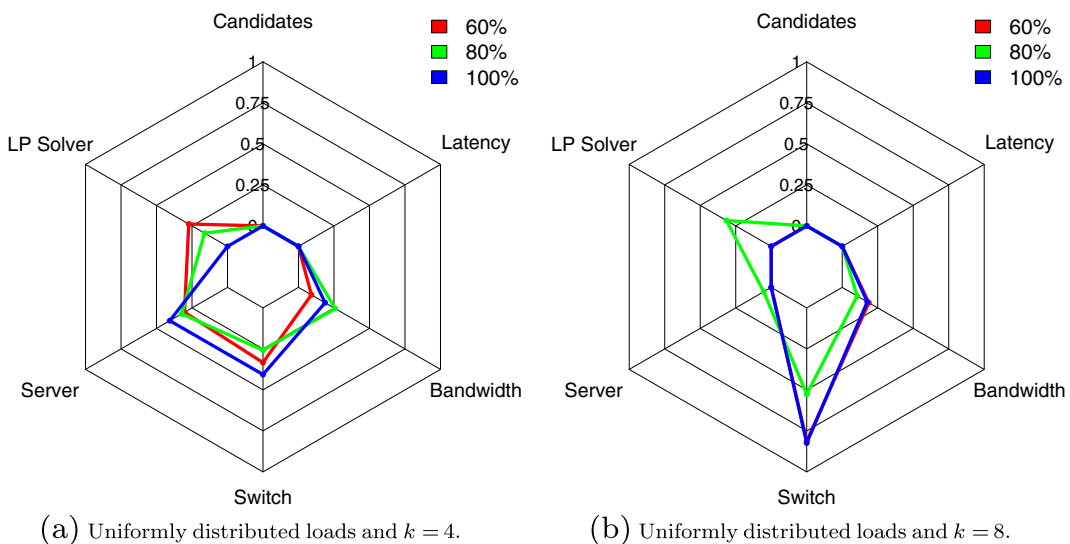 Candidates
60%
80%
100%
1
0.75
0.5
0.25
0
LP Solver
Latency
Server
Bandwidth
Switch
(a) Uniformly distributed loads and k = 4.
Candidates
60%
80%
100%
1
0.75
0.5
0.25
0
LP Solver
Latency
Server
Bandwidth
Switch
(b) Uniformly distributed loads and k = 8.